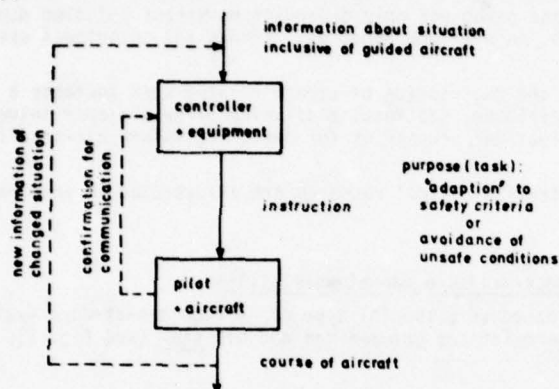 information about situation
inclusive of guided aircraft
controller
+ equipment
new information of
changed situation
confirmation for
communication
instruction
purpose (task):
"adaption" to
safety criteria
or
avoidance of
unsafe conditions
pilot
+ aircraft
course of aircraft